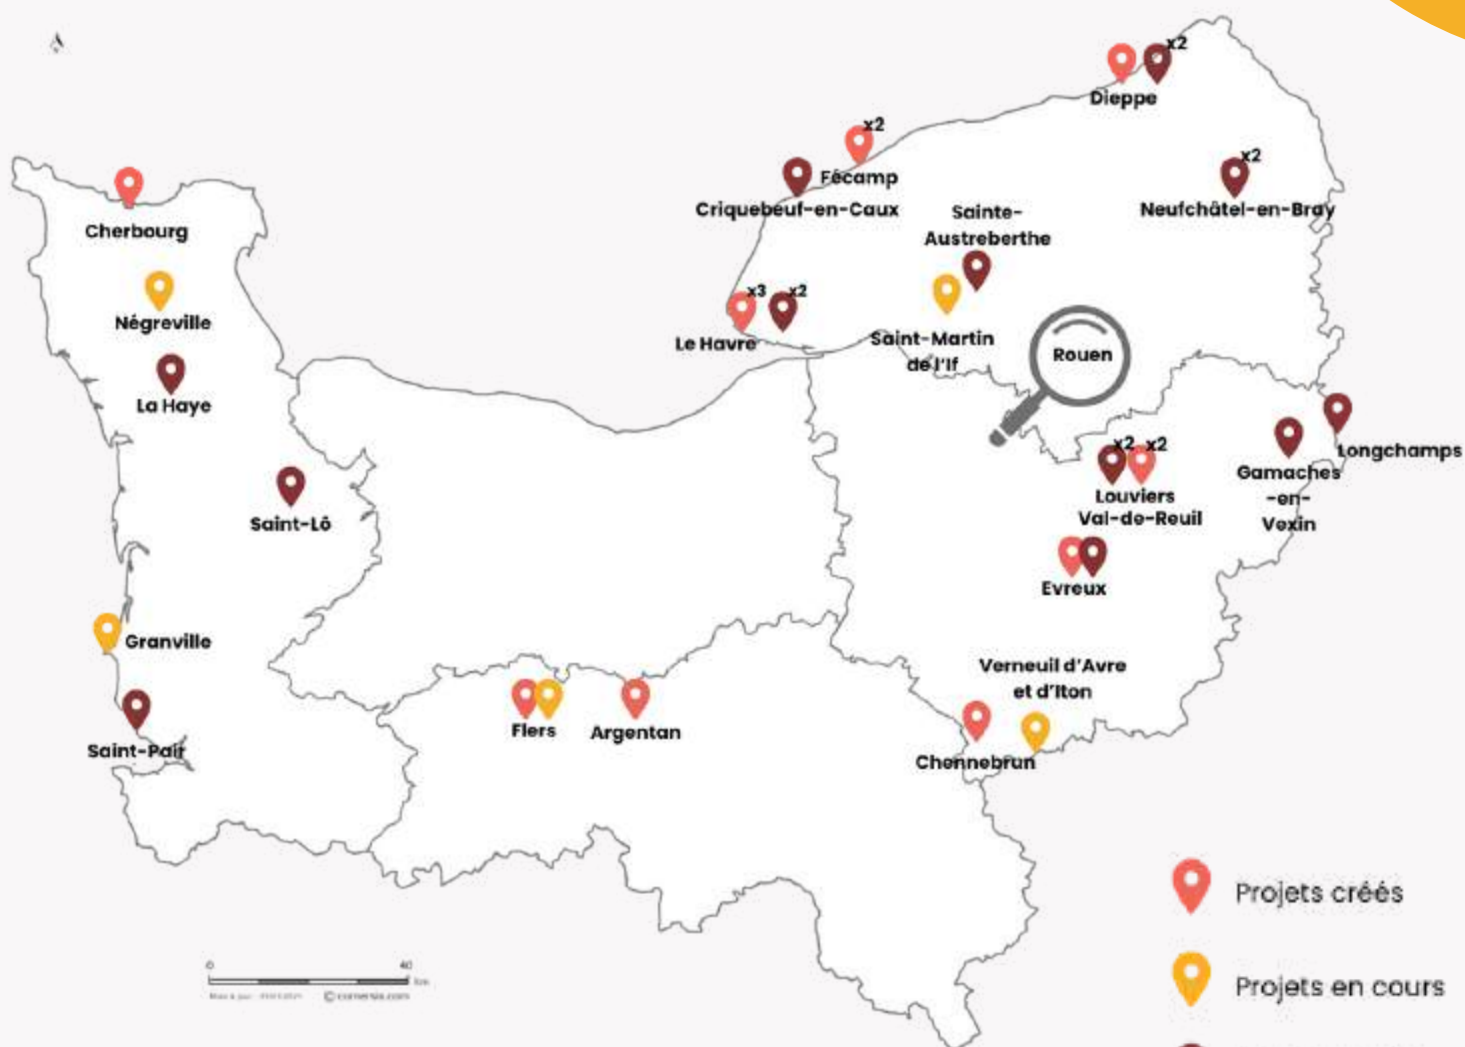 x2
Dieppe
x2
Fécamp
Criquebeuf-en-Caux
x2
Neufchâtel-en-Bray
Cherbourg
Sainte-
Austreberthe
Négreville
x3
x2
Le Havre
Saint-Martin
de l'If
Rouen
La Haye
x2
x2
Louviers
Val-de-Reuil
Longchamps
Gamaches
-en-
Vexin
Saint-Lô
Evreux
Granville
Verneuil d'Avre
et d'Iton
Saint-Pair
Flers
Argentan
Chennebrun
Projets créés
Projets en cours
0
40
km